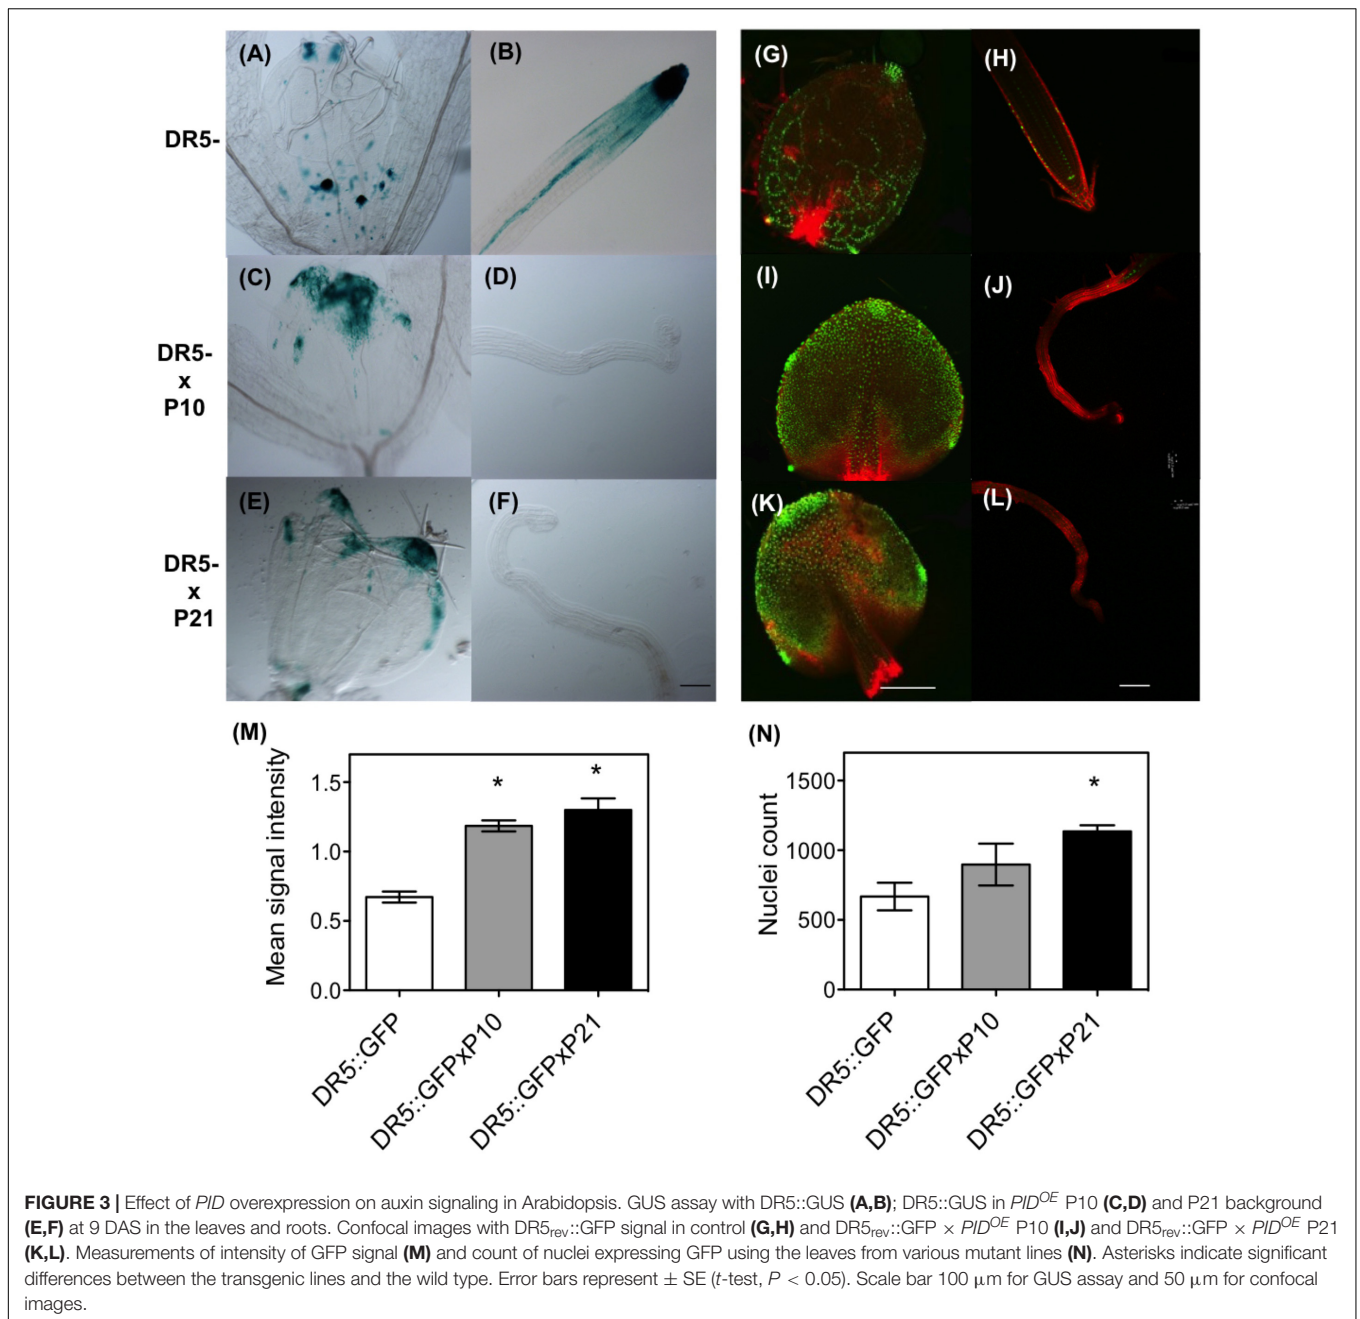 (A)
(B)
(G)
(H)
DR5-
(C)
(D)
(I)
(J)
DR5-
x
P10
(E)
(F)
(K)
(L)
DR5-
x
P21
(M)
Mean signal intensity
1.5
1.0
0.5
0.0
*
*
DR5::GFP
DR5::GFPxP10
DR5::GFPxP21
(N)
Nuclei count
1500
1000
500
0
*
DR5::GFP
DR5::GFPxP10
DR5::GFPxP21
FIGURE 3 | Effect of PID overexpression on auxin signaling in Arabidopsis. GUS assay with DR5::GUS (A,B); DR5::GUS in PID^OE P10 (C,D) and P21 background
(E,F) at 9 DAS in the leaves and roots. Confocal images with DR5rev::GFP signal in control (G,H) and DR5rev::GFP × PID^OE P10 (I,J) and DR5rev::GFP × PID^OE P21
(K,L). Measurements of intensity of GFP signal (M) and count of nuclei expressing GFP using the leaves from various mutant lines (N). Asterisks indicate significant
differences between the transgenic lines and the wild type. Error bars represent ± SE (t-test, P < 0.05). Scale bar 100 μm for GUS assay and 50 μm for confocal
images.